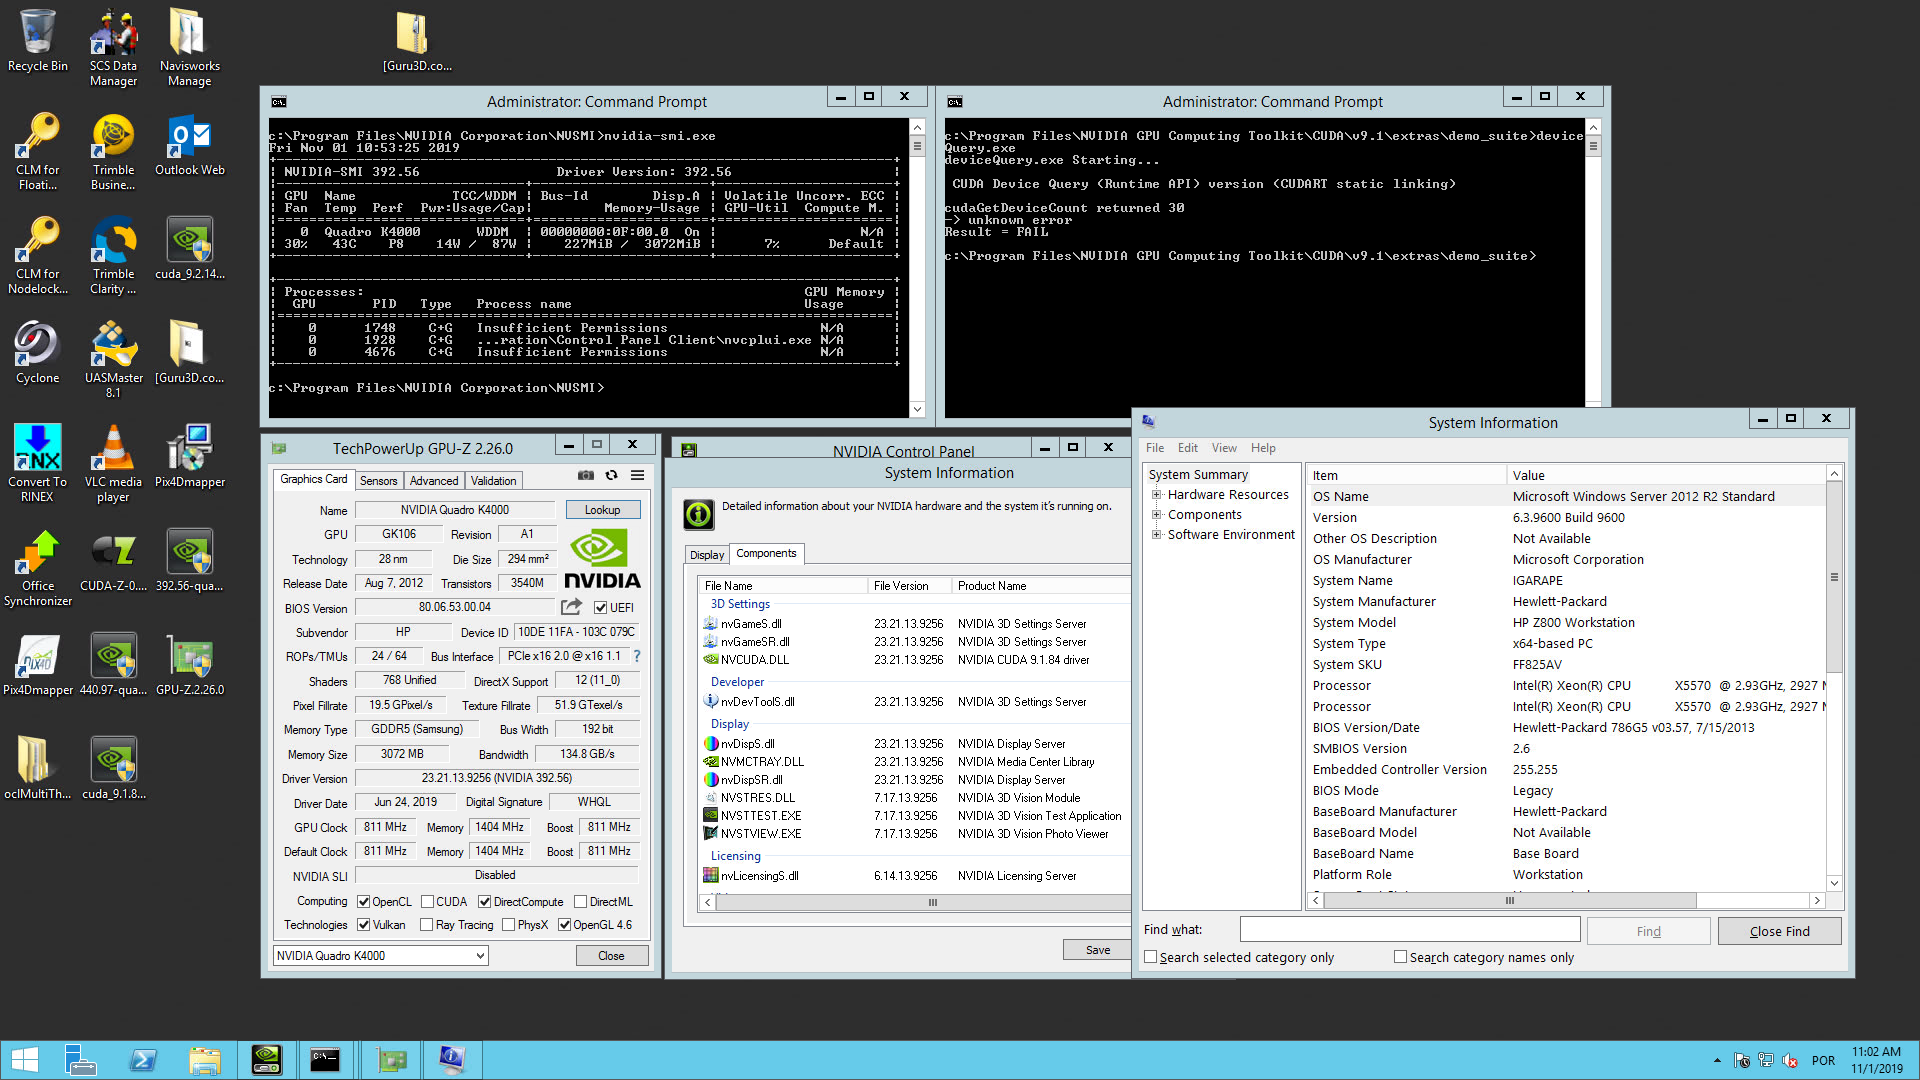 Recycle Bin
SCS Data
Manager
Navisworks
Manage
[Guru3D.co...
CLM for
Floati...
Trimble
Busine...
Outlook Web
CLM for
Nodelock...
Trimble
Clarity ...
cuda_9.2.14...
Cyclone
UASMaster
8.1
[Guru3D.co...
Convert To
RINEX
VLC media
player
Pix4Dmapper
Office
Synchronizer
CUDA-Z-0....
392.56-qua...
Pix4Dmapper
440.97-qua...
GPU-Z.2.26.0
oclMultiTh...
cuda_9.1.8...
Administrator: Command Prompt
c:\Program Files\NVIDIA Corporation\NVSMI>nvidia-smi.exe
Fri Nov 01 10:53:25 2019
NVIDIA-SMI 392.56 Driver Version: 392.56
GPU Name TCC/WDDM | Bus-Id Disp.A | Volatile Uncorr. ECC
Fan Temp Perf Pwr:Usage/Cap| Memory-Usage | GPU-Util Compute M.
0 Quadro K4000 WDDM | 00000000:0F:00.0 On | N/A
30% 43C P8 14W / 87W | 227MiB / 3072MiB | 7% Default
Processes: GPU Memory
GPU PID Type Process name Usage
0 1748 C+G Insufficient Permissions N/A
0 1928 C+G ...ration\Control Panel Client\nvcplui.exe N/A
0 4676 C+G Insufficient Permissions N/A
c:\Program Files\NVIDIA Corporation\NVSMI>
Administrator: Command Prompt
c:\Program Files\NVIDIA GPU Computing Toolkit\CUDA\v9.1\extras\demo_suite>device
Query.exe
deviceQuery.exe Starting...
CUDA Device Query (Runtime API) version (CUDART static linking)
cudaGetDeviceCount returned 30
-> unknown error
Result = FAIL
c:\Program Files\NVIDIA GPU Computing Toolkit\CUDA\v9.1\extras\demo_suite>
TechPowerUp GPU-Z 2.26.0
Graphics Card Sensors Advanced Validation
Name NVIDIA Quadro K4000 Lookup
GPU GK106 Revision A1
Technology 28 nm Die Size 294 mm²
Release Date Aug 7, 2012 Transistors 3540M
NVIDIA
BIOS Version 80.06.53.00.04 UEFI
Subvendor HP Device ID 10DE 11FA - 103C 079C
ROPs/TMUs 24 / 64 Bus Interface PCIe x16 2.0 @ x16 1.1 ?
Shaders 768 Unified DirectX Support 12 (11_0)
Pixel Fillrate 19.5 GPixel/s Texture Fillrate 51.9 GTexel/s
Memory Type GDDR5 (Samsung) Bus Width 192 bit
Memory Size 3072 MB Bandwidth 134.8 GB/s
Driver Version 23.21.13.9256 (NVIDIA 392.56)
Driver Date Jun 24, 2019 Digital Signature WHQL
GPU Clock 811 MHz Memory 1404 MHz Boost 811 MHz
Default Clock 811 MHz Memory 1404 MHz Boost 811 MHz
NVIDIA SLI Disabled
Computing OpenCL CUDA DirectCompute DirectML
Technologies Vulkan Ray Tracing PhysX OpenGL 4.6
NVIDIA Quadro K4000 Close
NVIDIA Control Panel
System Information
Detailed information about your NVIDIA hardware and the system it's running on.
Display Components
File Name File Version Product Name
3D Settings
nvGameS.dll 23.21.13.9256 NVIDIA 3D Settings Server
nvGameSR.dll 23.21.13.9256 NVIDIA 3D Settings Server
NVCUDA.DLL 23.21.13.9256 NVIDIA CUDA 9.1.84 driver
Developer
nvDevToolS.dll 23.21.13.9256 NVIDIA 3D Settings Server
Display
nvDispS.dll 23.21.13.9256 NVIDIA Display Server
NVMCTRAY.DLL 23.21.13.9256 NVIDIA Media Center Library
nvDispSR.dll 23.21.13.9256 NVIDIA Display Server
NVSTRES.DLL 7.17.13.9256 NVIDIA 3D Vision Module
NVSTTEST.EXE 7.17.13.9256 NVIDIA 3D Vision Test Application
NVSTVIEW.EXE 7.17.13.9256 NVIDIA 3D Vision Photo Viewer
Licensing
nvLicensingS.dll 6.14.13.9256 NVIDIA Licensing Server
Save
System Information
File Edit View Help
System Summary
Hardware Resources
Components
Software Environment
Item Value
OS Name Microsoft Windows Server 2012 R2 Standard
Version 6.3.9600 Build 9600
Other OS Description Not Available
OS Manufacturer Microsoft Corporation
System Name IGARAPE
System Manufacturer Hewlett-Packard
System Model HP Z800 Workstation
System Type x64-based PC
System SKU FF825AV
Processor Intel(R) Xeon(R) CPU X5570 @ 2.93GHz, 2927 M
Processor Intel(R) Xeon(R) CPU X5570 @ 2.93GHz, 2927 M
BIOS Version/Date Hewlett-Packard 786G5 v03.57, 7/15/2013
SMBIOS Version 2.6
Embedded Controller Version 255.255
BIOS Mode Legacy
BaseBoard Manufacturer Hewlett-Packard
BaseBoard Model Not Available
BaseBoard Name Base Board
Platform Role Workstation
Find what: Find Close Find
Search selected category only Search category names only
POR
11:02 AM
11/1/2019